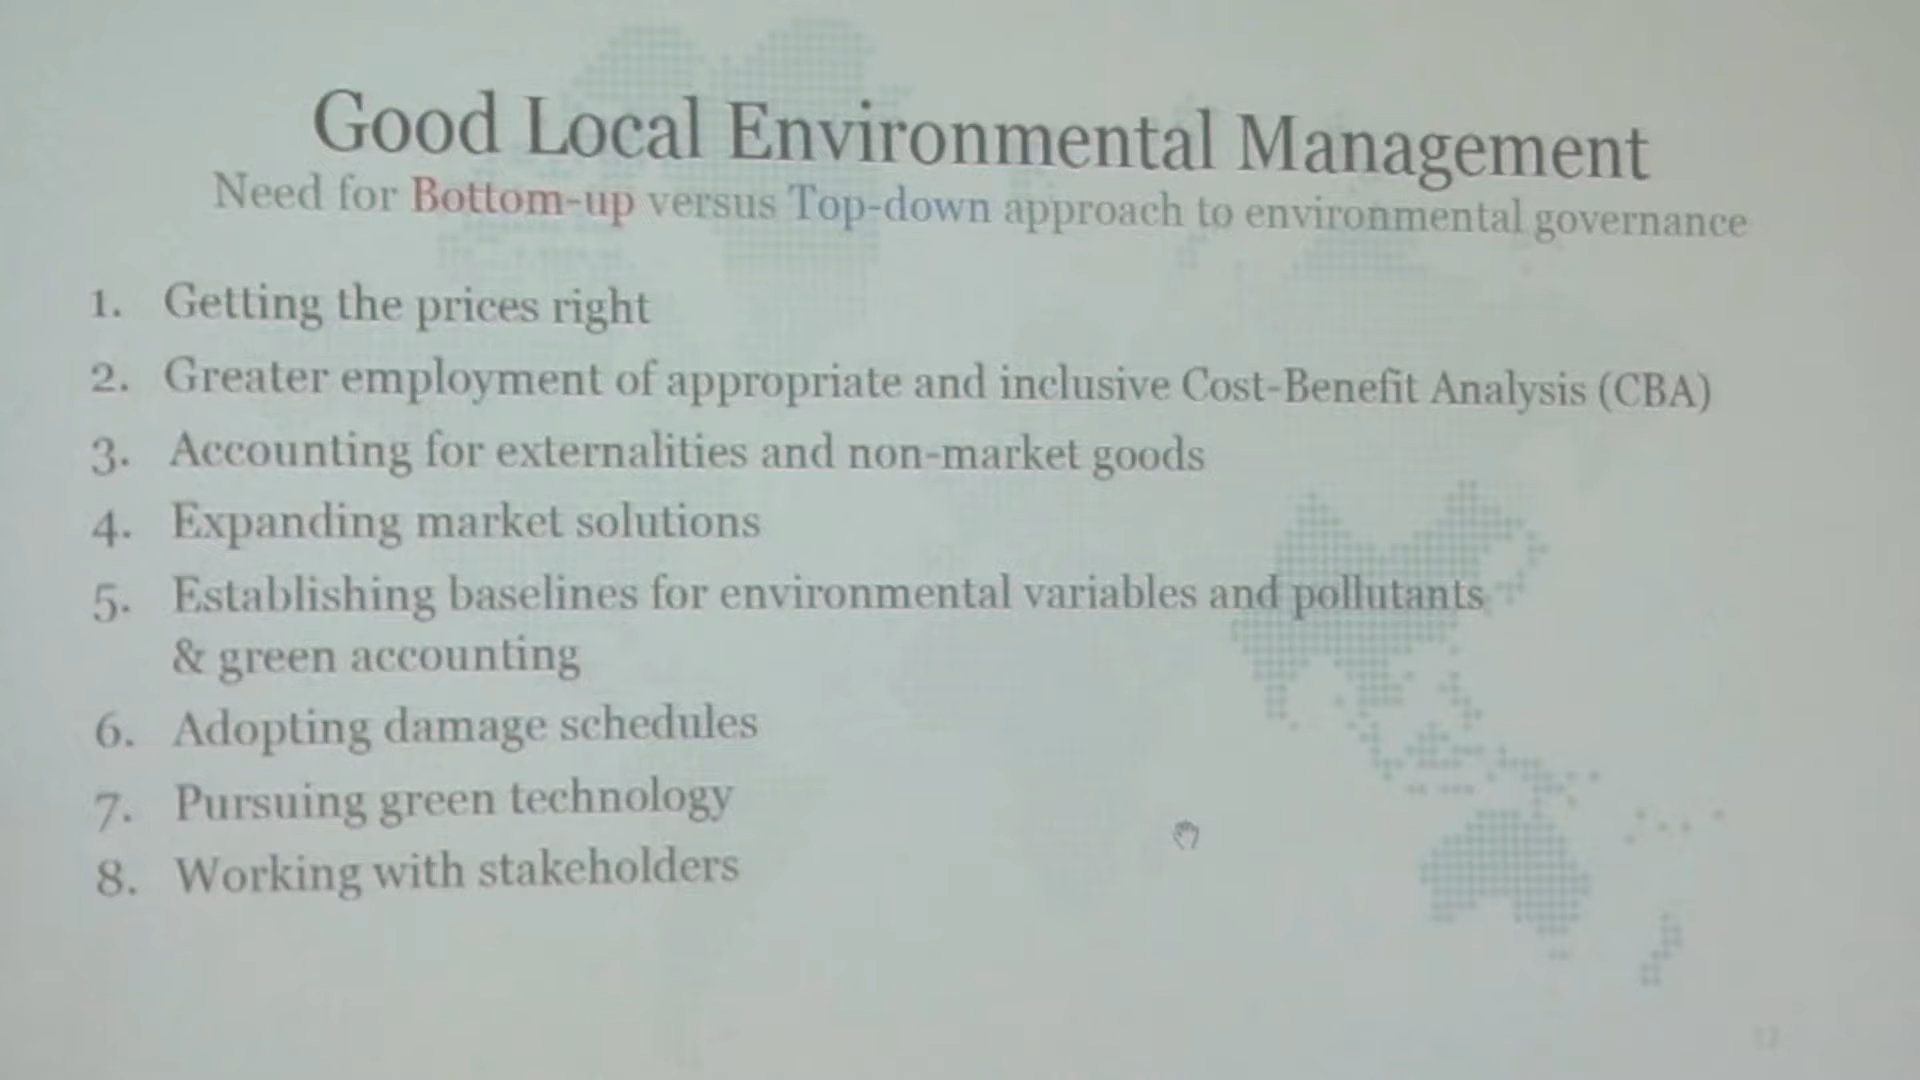 Good Local Environmental Management
Need for Bottom-up versus Top-down approach to environmental governance
1. Getting the prices right
2. Greater employment of appropriate and inclusive Cost-Benefit Analysis (CBA)
3. Accounting for externalities and non-market goods
4. Expanding market solutions
5. Establishing baselines for environmental variables and pollutants
& green accounting
6. Adopting damage schedules
7. Pursuing green technology
8. Working with stakeholders